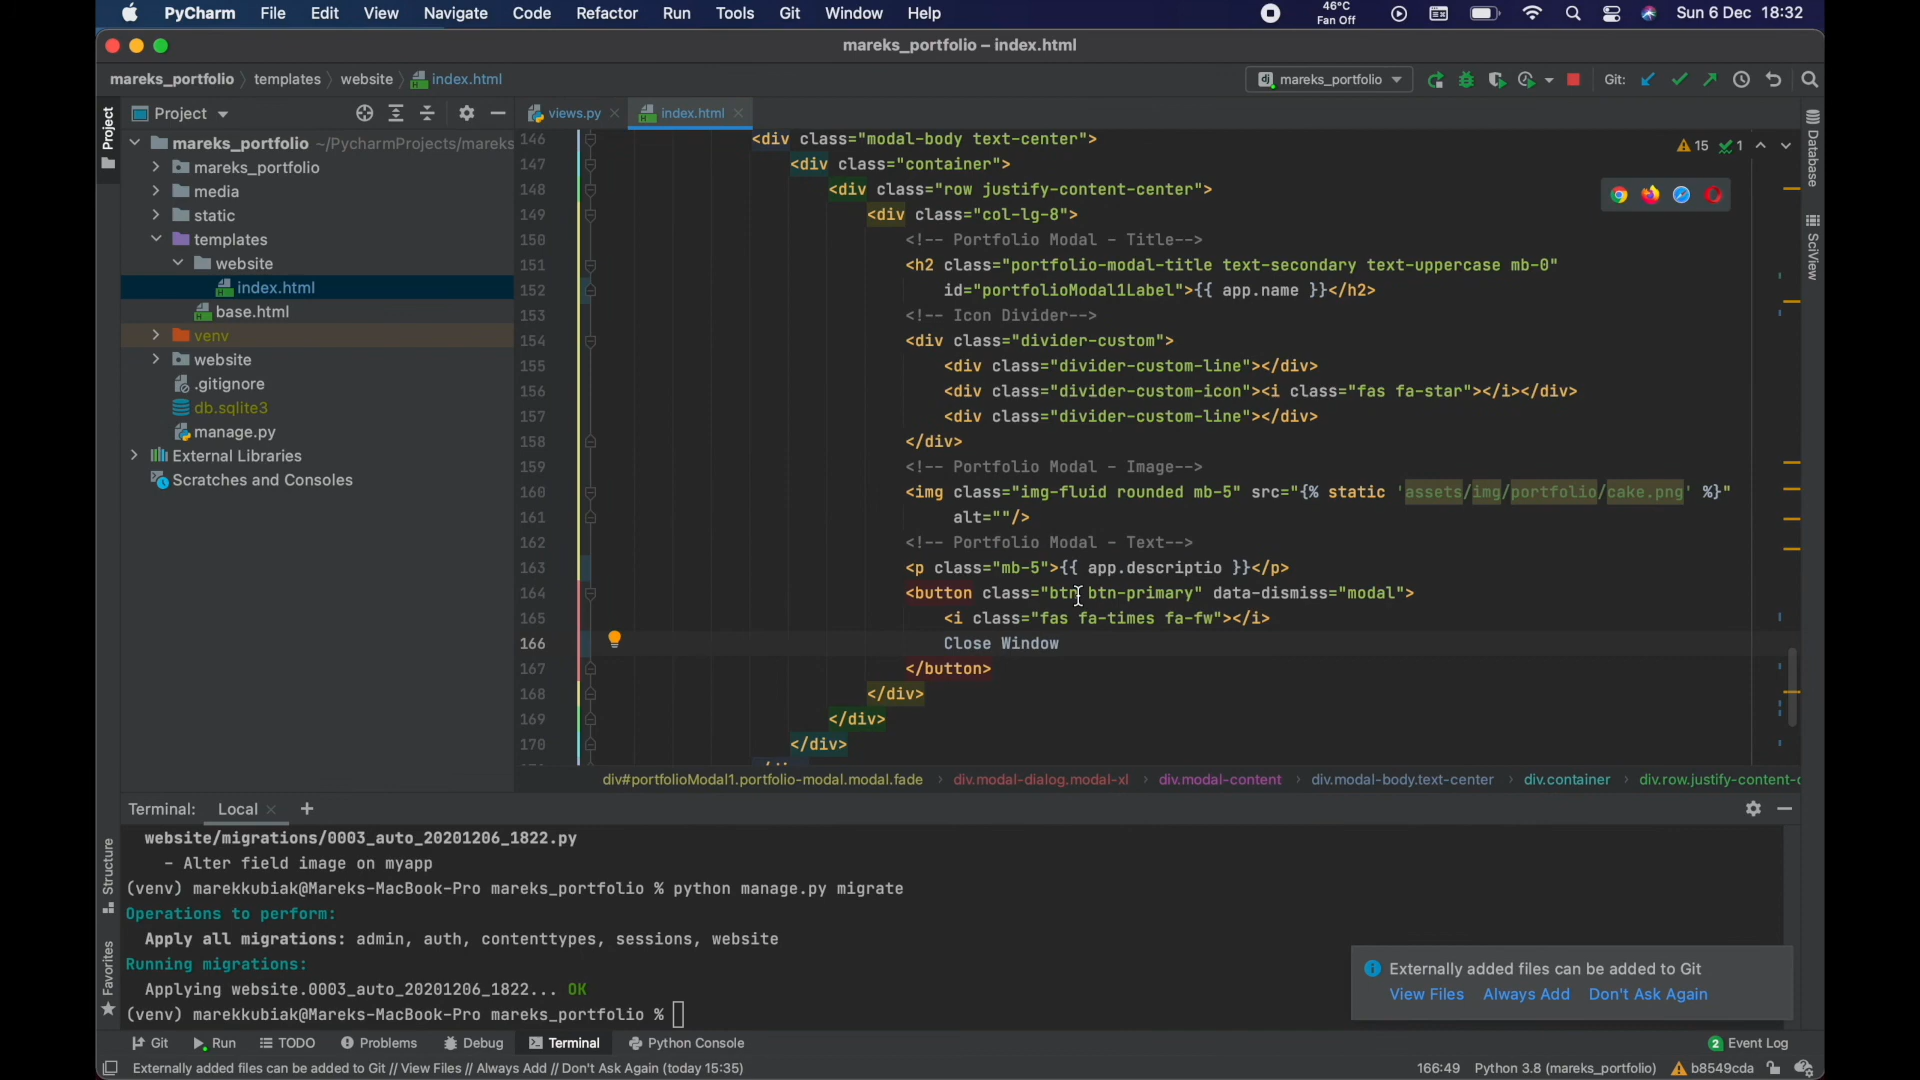 PyCharm File Edit View Navigate Code Refactor Run Tools Git Window Help
46°C
Fan Off
Sun 6 Dec 18:32
mareks_portfolio – index.html
mareks_portfolio templates website index.html
mareks_portfolio
Git:
Project
views.py
index.html
mareks_portfolio ~/PycharmProjects/mareks
mareks_portfolio
media
static
templates
website
index.html
base.html
venv
website
.gitignore
db.sqlite3
manage.py
External Libraries
Scratches and Consoles
Project
Structure
Favorites
Database
SciView
15 1
146 <div class="modal-body text-center">
147 <div class="container">
148 <div class="row justify-content-center">
149 <div class="col-lg-8">
150 <!-- Portfolio Modal - Title-->
151 <h2 class="portfolio-modal-title text-secondary text-uppercase mb-0"
152 id="portfolioModal1Label">{{ app.name }}</h2>
153 <!-- Icon Divider-->
154 <div class="divider-custom">
155 <div class="divider-custom-line"></div>
156 <div class="divider-custom-icon"><i class="fas fa-star"></i></div>
157 <div class="divider-custom-line"></div>
158 </div>
159 <!-- Portfolio Modal - Image-->
160 <img class="img-fluid rounded mb-5" src="{% static 'assets/img/portfolio/cake.png' %}"
161 alt=""/>
162 <!-- Portfolio Modal - Text-->
163 <p class="mb-5">{{ app.descriptio }}</p>
164 <button class="btn btn-primary" data-dismiss="modal">
165 <i class="fas fa-times fa-fw"></i>
166 Close Window
167 </button>
168 </div>
169 </div>
170 </div>
div#portfolioModal1.portfolio-modal.modal.fade div.modal-dialog.modal-xl div.modal-content div.modal-body.text-center div.container div.row.justify-content-c
Terminal: Local
website/migrations/0003_auto_20201206_1822.py
- Alter field image on myapp
(venv) marekkubiak@Mareks-MacBook-Pro mareks_portfolio % python manage.py migrate
Operations to perform:
Apply all migrations: admin, auth, contenttypes, sessions, website
Running migrations:
Applying website.0003_auto_20201206_1822... OK
(venv) marekkubiak@Mareks-MacBook-Pro mareks_portfolio %
Externally added files can be added to Git
View Files Always Add Don't Ask Again
Git Run TODO Problems Debug Terminal Python Console
2 Event Log
Externally added files can be added to Git // View Files // Always Add // Don't Ask Again (today 15:35)
166:49 Python 3.8 (mareks_portfolio) b8549cda